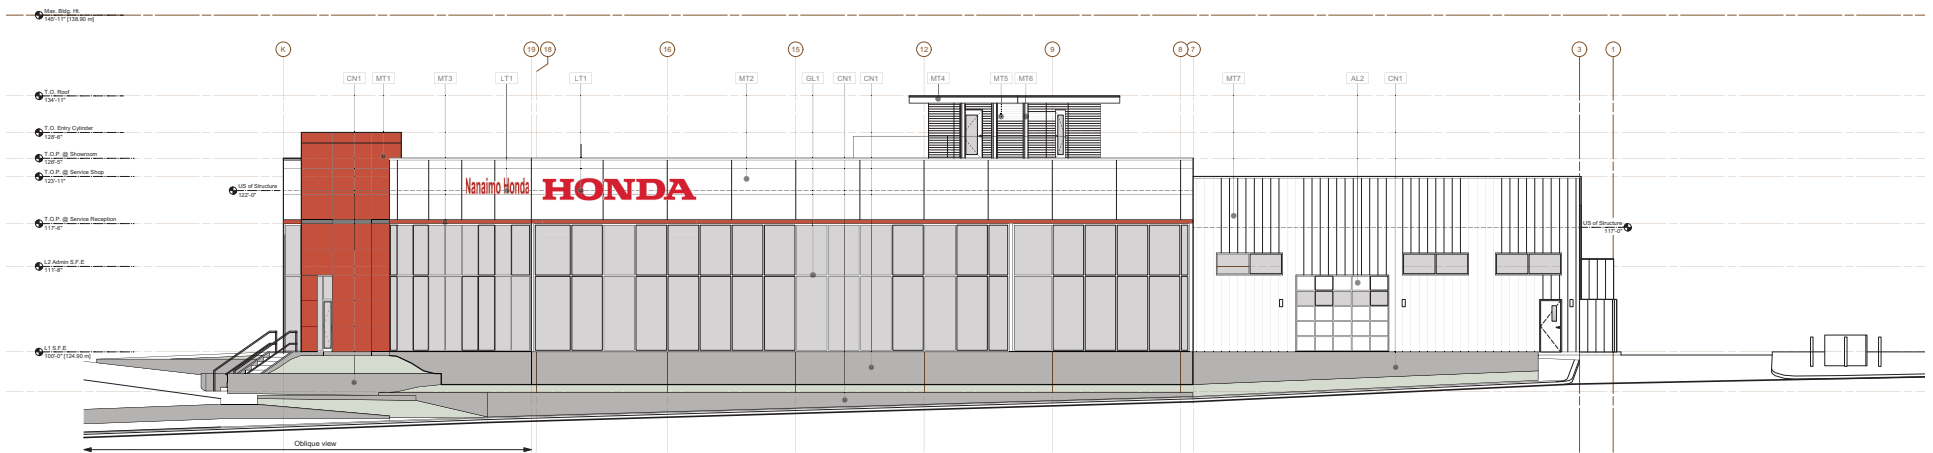 Max. Bldg. Ht.
145'-11" [138.90 m]
K
19
18
16
15
12
9
8
7
3
1
CN1
MT1
MT3
LT1
LT1
MT2
GL1
CN1
CN1
MT4
MT5
MT6
MT7
AL2
CN1
T.O. Roof
134'-11"
T.O. Entry Cylinder
128'-6"
T.O.P. @ Showroom
126'-5"
T.O.P. @ Service Shop
123'-11"
US of Structure
122'-0"
Nanaimo Honda
HONDA
T.O.P. @ Service Reception
117'-6"
US of Structure
117'-0"
L2 Admin S.F.E
111'-8"
L1 S.F.E
100'-0" [124.90 m]
Oblique view